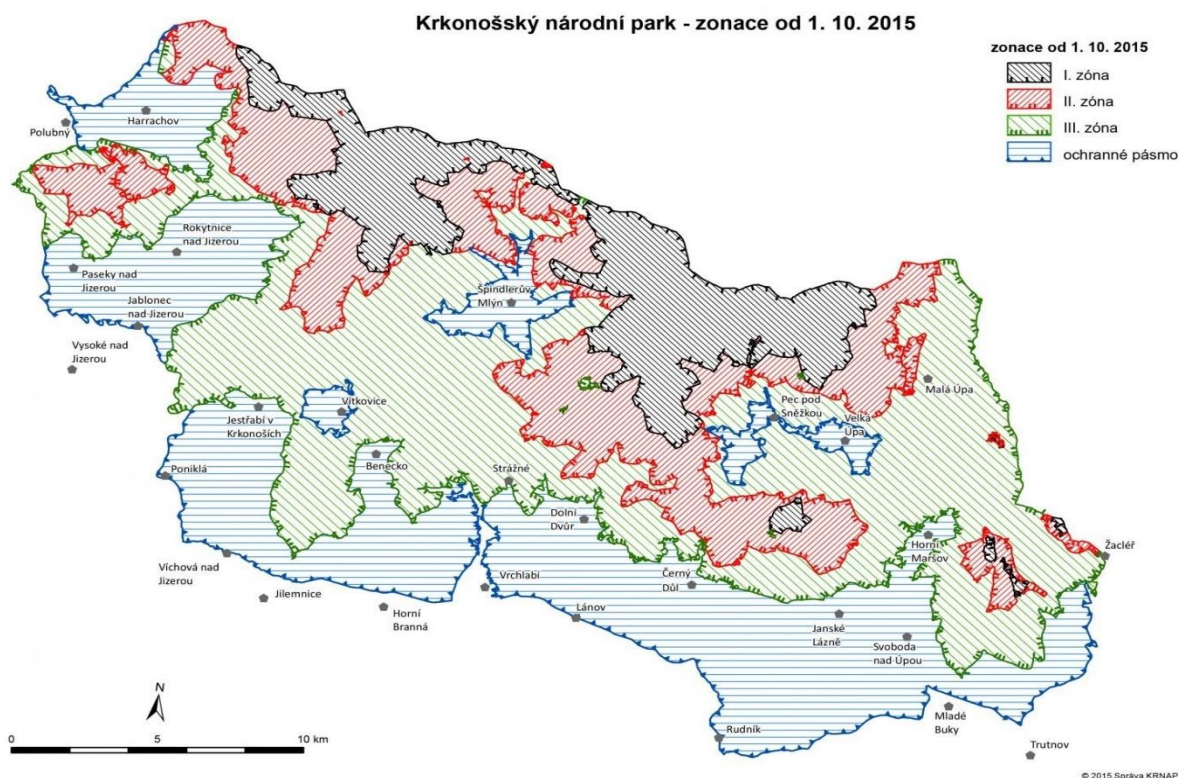 Krkonošský národní park - zonace od 1. 10. 2015
zonace od 1. 10. 2015
I. zóna
II. zóna
III. zóna
ochranné pásmo
Harrachov
Polubný
Rokytnice
nad Jizerou
Paseky nad
Jizerou
Jablonec
nad Jizerou
Vysoké nad
Jizerou
Špindlerův
Mlýn
Malá Úpa
Pec pod
Sněžkou
Velká
Úpa
Vítkovice
Jestřabí v
Krkonoších
Benecko
Poniklá
Strážné
Dolní
Dvůr
Horní
Maršov
Žacléř
Víchová nad
Jizerou
Jilemnice
Horní
Branná
Vrchlabí
Lánov
Černý
Důl
Janské
Lázně
Svoboda
nad Úpou
Rudník
Mladé
Buky
Trutnov
N
0 5 10 km
© 2015 Správa KRNAP